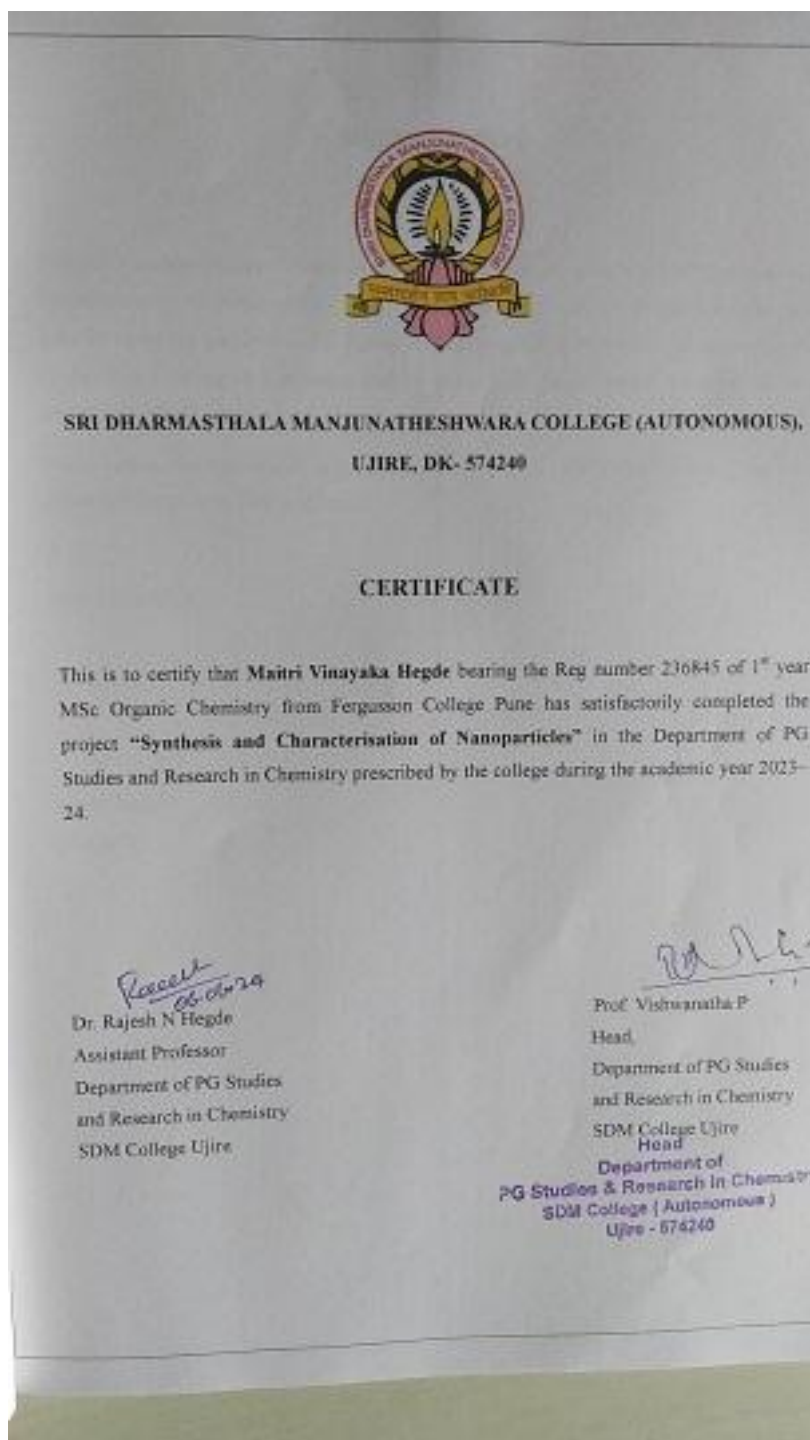 SHRI DHARMASTHALA MANJUNATHESHWARA COLLEGE
SRI DHARMASTHALA MANJUNATHESHWARA COLLEGE (AUTONOMOUS),
UJIRE, DK- 574240
CERTIFICATE
This is to certify that Maitri Vinayaka Hegde bearing the Reg number 236845 of 1st year
MSc Organic Chemistry from Fergusson College Pune has satisfactorily completed the
project “Synthesis and Characterisation of Nanoparticles” in the Department of PG
Studies and Research in Chemistry prescribed by the college during the academic year 2023–
24.
Dr. Rajesh N Hegde
Assistant Professor
Department of PG Studies
and Research in Chemistry
SDM College Ujire
Prof. Vishwanatha P
Head,
Department of PG Studies
and Research in Chemistry
SDM College Ujire
Head
Department of
PG Studies & Research in Chemistry
SDM College ( Autonomous )
Ujire - 574240